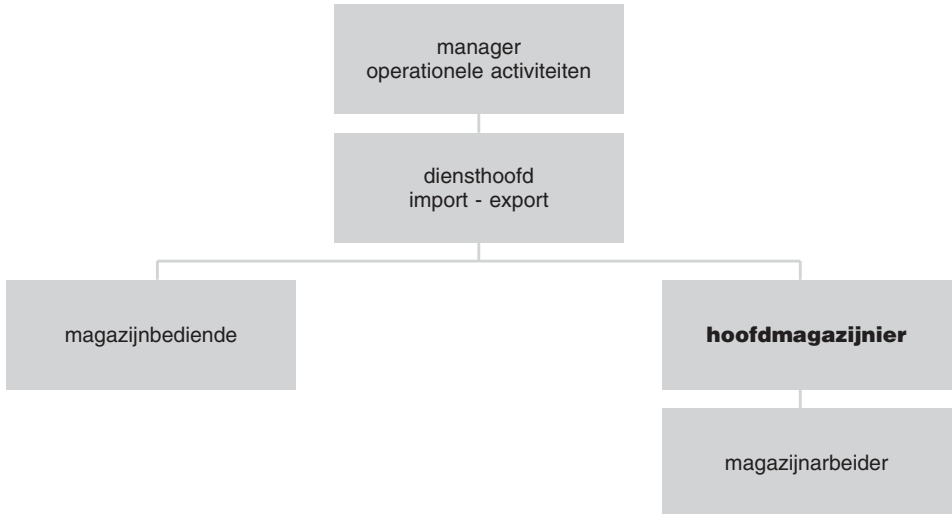 manager
operationele activiteiten
diensthoofd
import - export
magazijnbediende
hoofdmagazijnier
magazijnarbeider